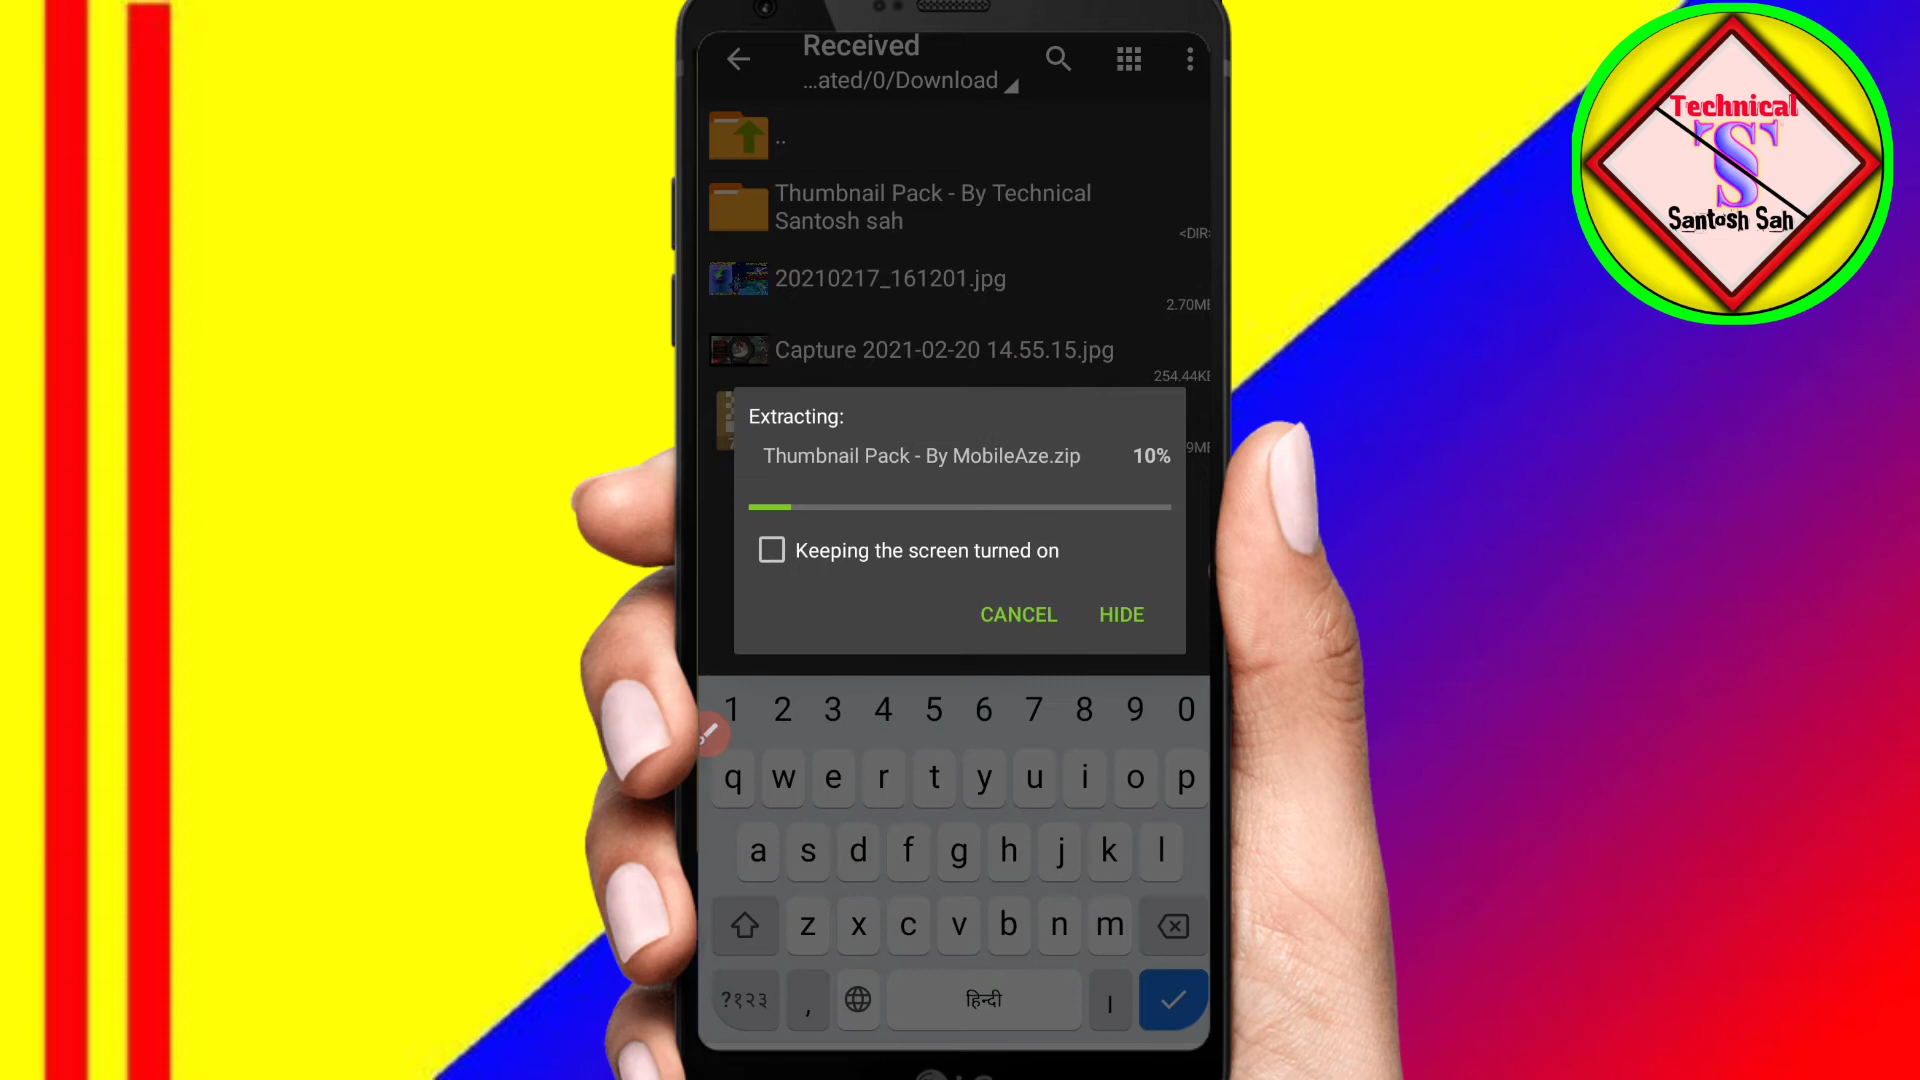 Received
...ated/0/Download
..
Thumbnail Pack - By Technical
Santosh sah
<DIR>
20210217_161201.jpg
2.70MB
Capture 2021-02-20 14.55.15.jpg
254.44KB
Extracting:
Thumbnail Pack - By MobileAze.zip 10%
Keeping the screen turned on
CANCEL HIDE
1 2 3 4 5 6 7 8 9 0
q w e r t y u i o p
a s d f g h j k l
z x c v b n m
?१२३ , हिन्दी ।
Technical
TS
Santosh Sah